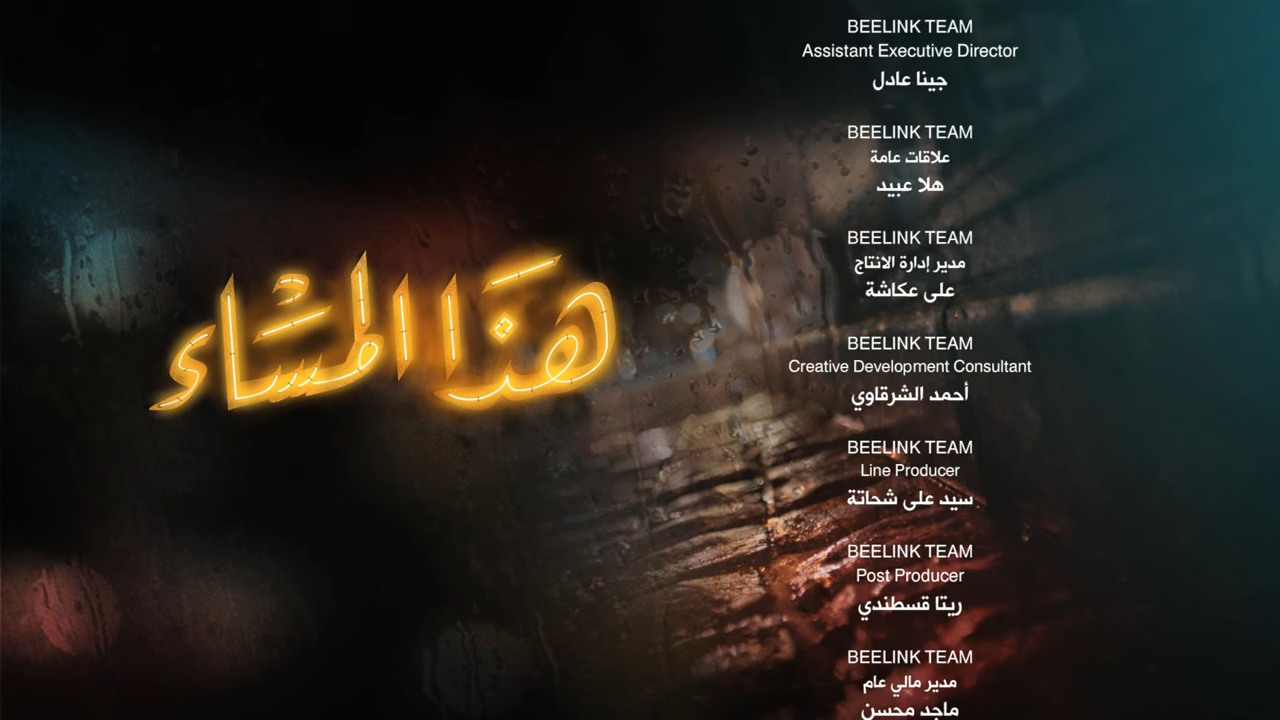 هذا المساء
BEELINK TEAM
Assistant Executive Director
جينا عادل
BEELINK TEAM
علاقات عامة
هلا عبيد
BEELINK TEAM
مدير إدارة الانتاج
على عكاشة
BEELINK TEAM
Creative Development Consultant
أحمد الشرقاوي
BEELINK TEAM
Line Producer
سيد على شحاتة
BEELINK TEAM
Post Producer
ريتا قسطندي
BEELINK TEAM
مدير مالي عام
ماجد محسن